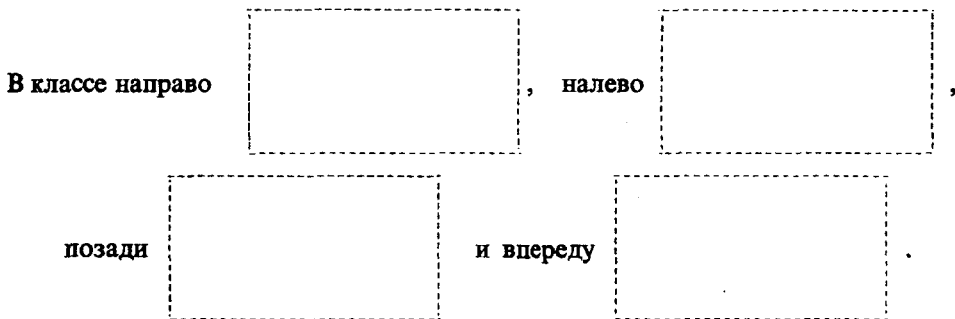 В классе направо , налево ,
позади и впереду .